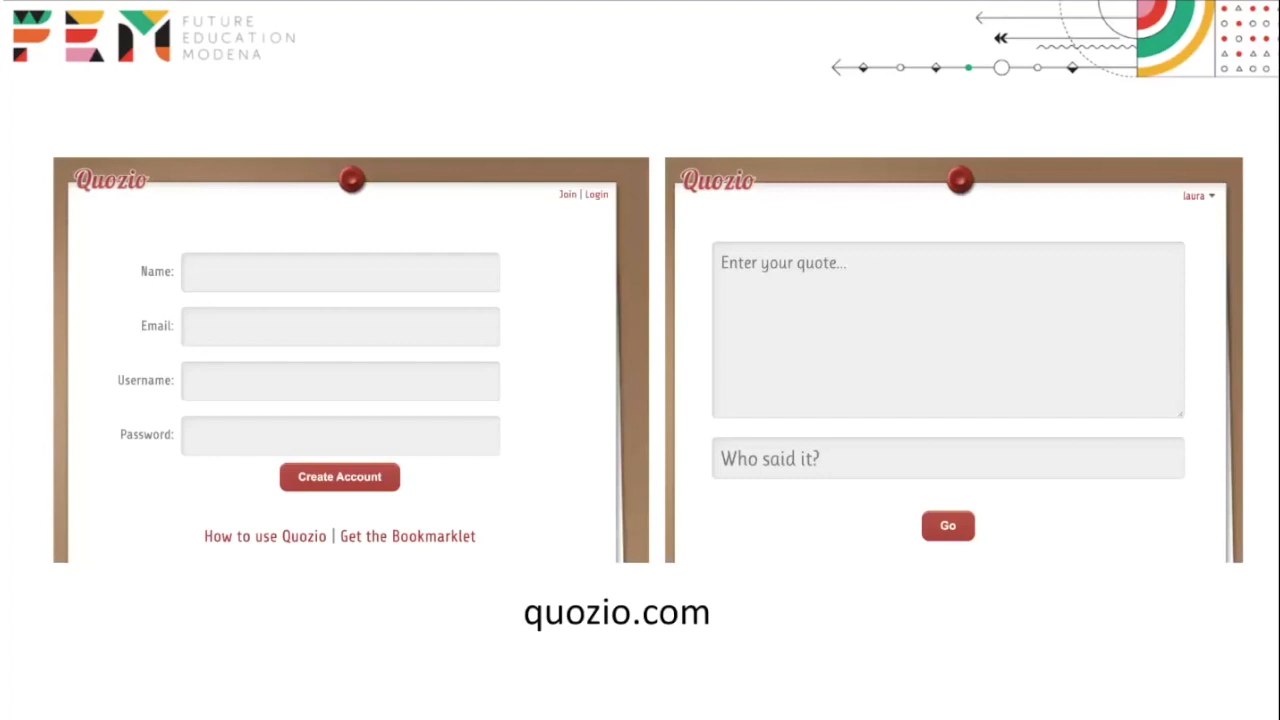 FEM
FUTURE
EDUCATION
MODENA
Quozio
Join | Login
Name:
Email:
Username:
Password:
Create Account
How to use Quozio | Get the Bookmarklet
Quozio
laura
Enter your quote...
Who said it?
Go
quozio.com